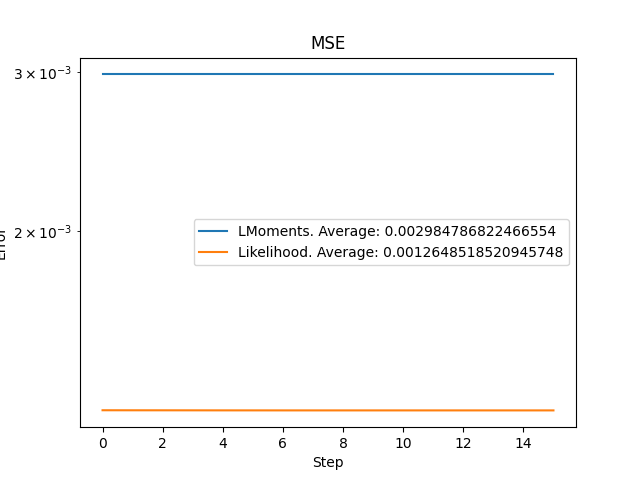 MSE
3 × 10⁻³
2 × 10⁻³
Error
LMoments. Average: 0.002984786822466554
Likelihood. Average: 0.0012648518520945748
0 2 4 6 8 10 12 14
Step